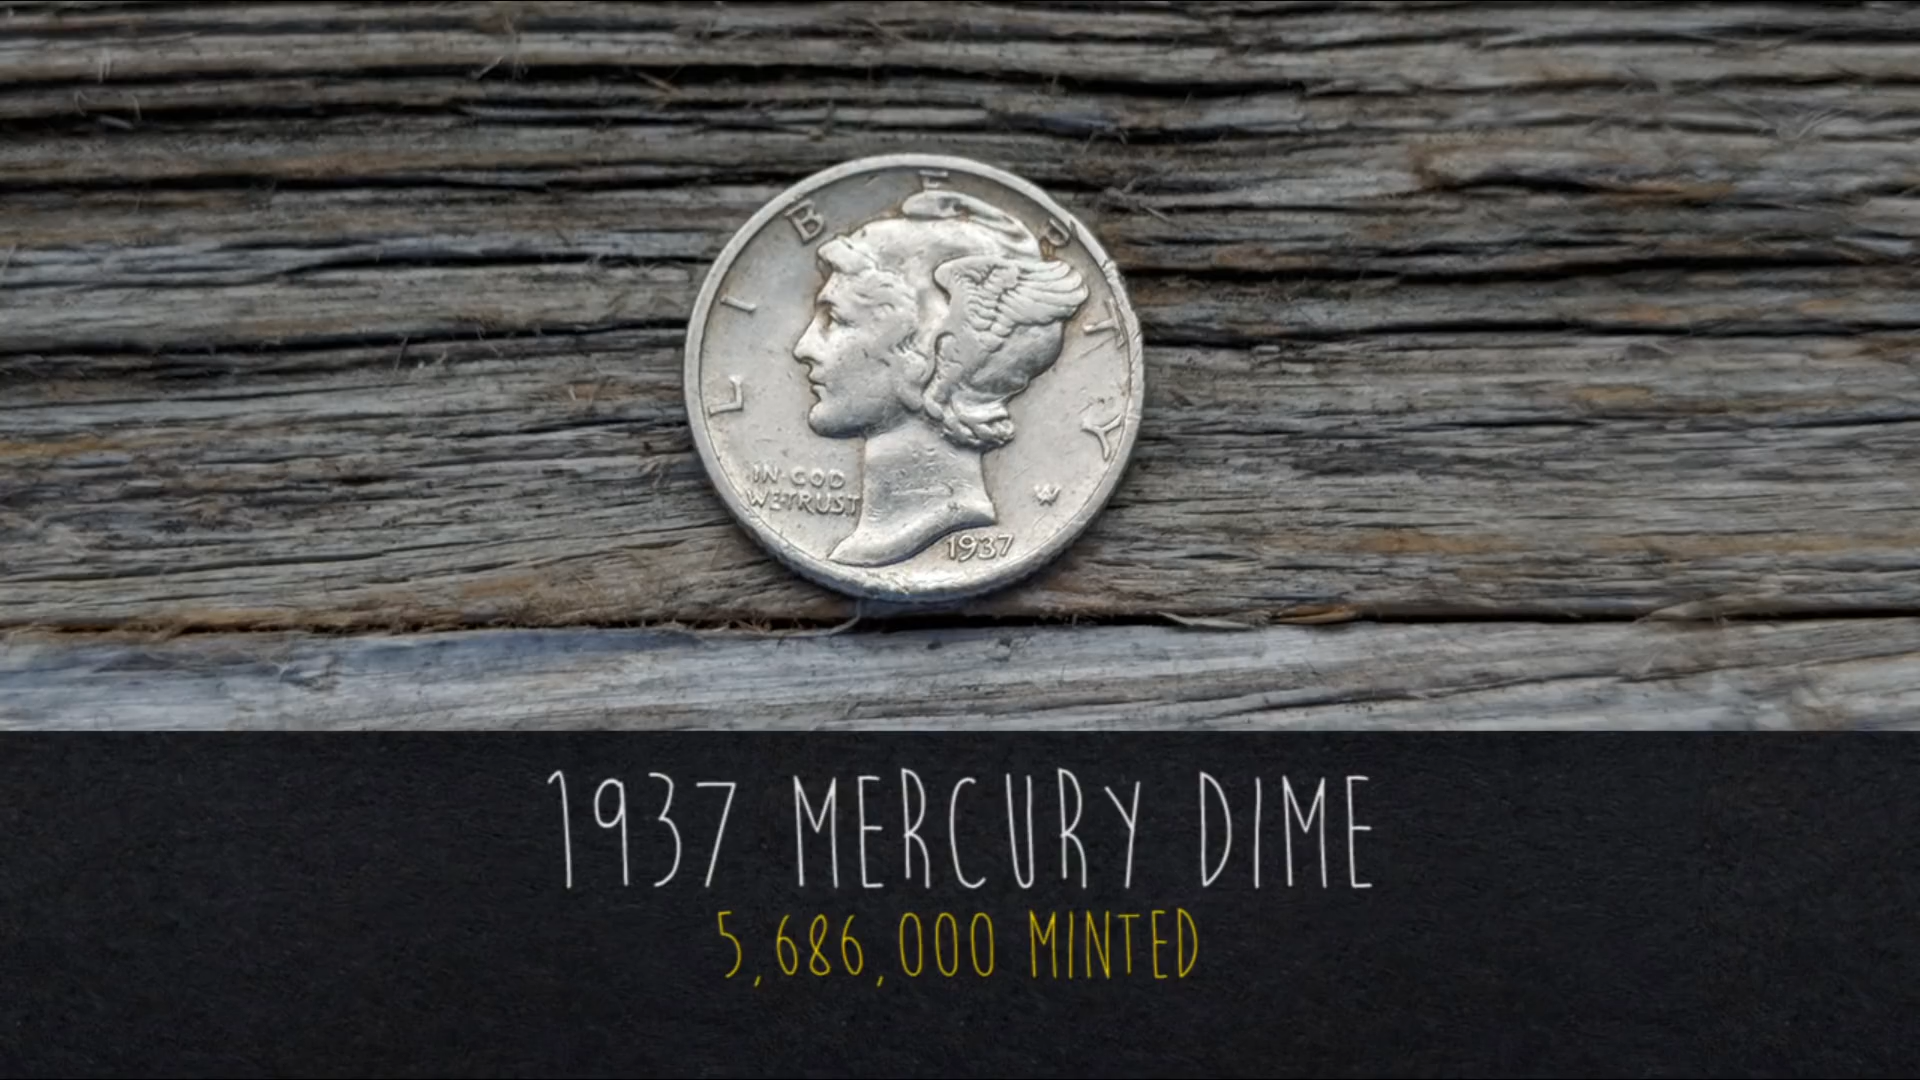 LIBERTY
IN GOD
WE TRUST
1937
W
1937 MERCURY DIME
5,686,000 MINTED